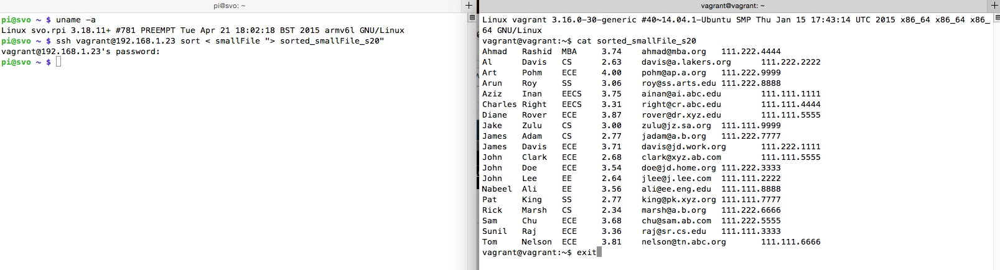 pi@svo: ~
pi@svo ~ $ uname -a
Linux svo.rpi 3.18.11+ #781 PREEMPT Tue Apr 21 18:02:18 BST 2015 armv6l GNU/Linux
pi@svo ~ $ ssh vagrant@192.168.1.23 sort < smallFile "> sorted_smallFile_s20"
vagrant@192.168.1.23's password:
pi@svo ~ $
vagrant@vagrant: ~
Linux vagrant 3.16.0-30-generic #40~14.04.1-Ubuntu SMP Thu Jan 15 17:43:14 UTC 2015 x86_64 x86_64 x86_
64 GNU/Linux
vagrant@vagrant:~$ cat sorted_smallFile_s20
Ahmad Rashid MBA 3.74 ahmad@mba.org 111.222.4444
Al Davis CS 2.63 davis@a.lakers.org 111.222.2222
Art Pohm ECE 4.00 pohm@ap.a.org 111.222.9999
Arun Roy SS 3.06 roy@ss.arts.edu 111.222.8888
Aziz Inan EECS 3.75 ainan@ai.abc.edu 111.111.1111
Charles Right EECS 3.31 right@cr.abc.edu 111.111.4444
Diane Rover ECE 3.87 rover@dr.xyz.edu 111.111.5555
Jake Zulu CS 3.00 zulu@jz.sa.org 111.111.9999
James Adam CS 2.77 jadam@a.b.org 111.222.7777
James Davis ECE 3.71 davis@jd.work.org 111.222.1111
John Clark ECE 2.68 clark@xyz.ab.com 111.111.5555
John Doe ECE 3.54 doe@jd.home.org 111.222.3333
John Lee EE 2.64 jlee@j.lee.com 111.111.2222
Nabeel Ali EE 3.56 ali@ee.eng.edu 111.111.8888
Pat King SS 2.77 king@pk.xyz.org 111.111.7777
Rick Marsh CS 2.34 marsh@a.b.org 111.222.6666
Sam Chu ECE 3.68 chu@sam.ab.com 111.222.5555
Sunil Raj ECE 3.36 raj@sr.cs.edu 111.111.3333
Tom Nelson ECE 3.81 nelson@tn.abc.org 111.111.6666
vagrant@vagrant:~$ exit